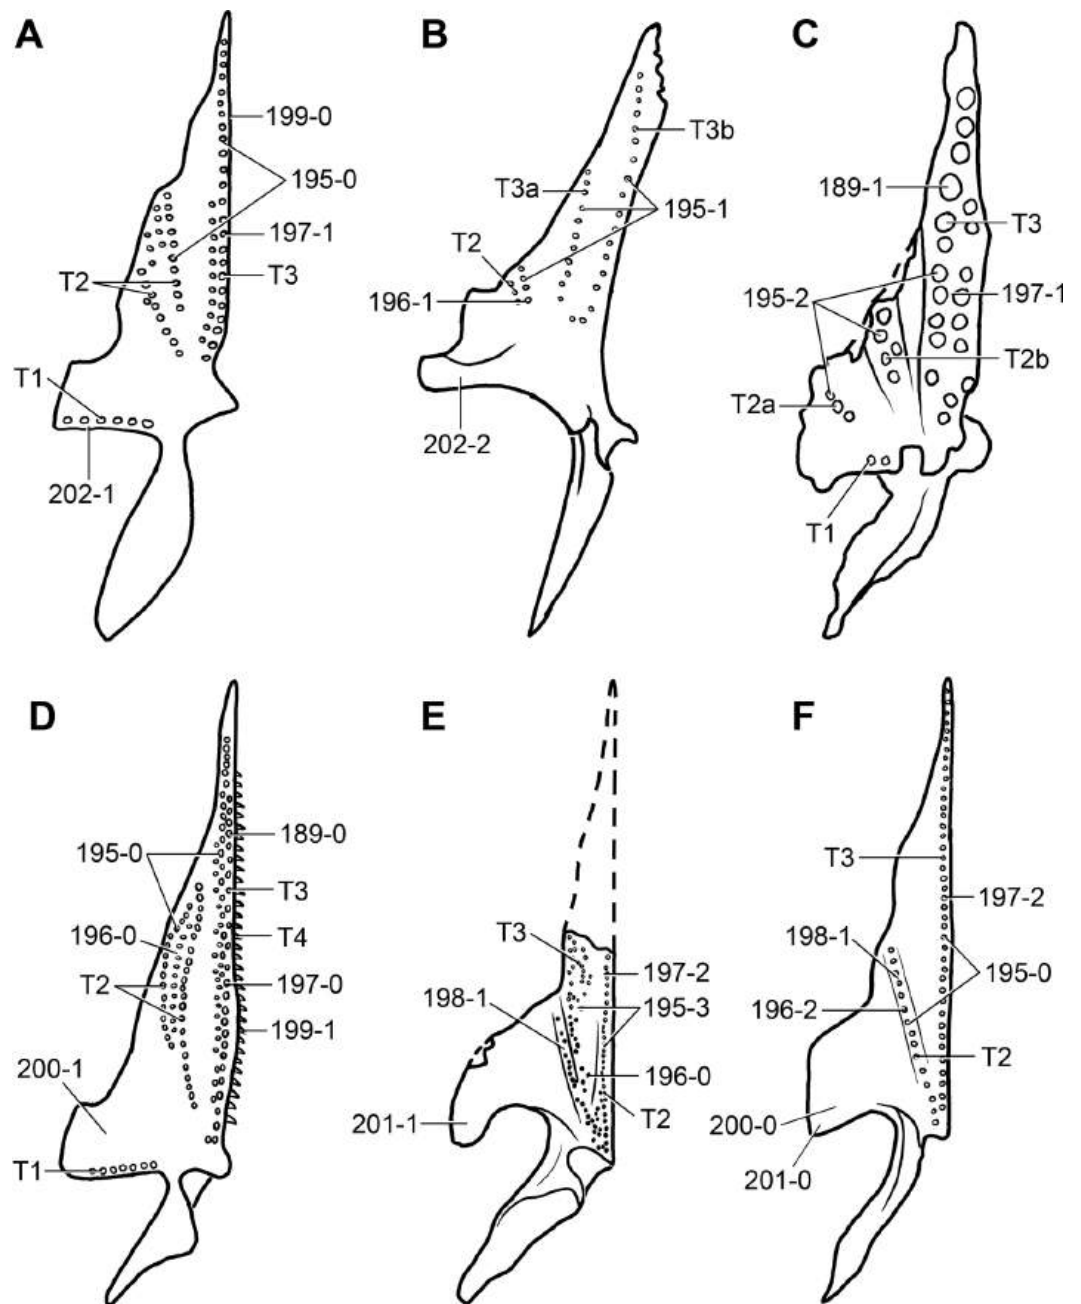 A
199-0
195-0
197-1
T2
T3
T1
202-1
B
T3b
T3a
195-1
T2
196-1
202-2
C
189-1
T3
195-2
197-1
T2b
T2a
T1
D
189-0
195-0
T3
196-0
T4
T2
197-0
199-1
200-1
T1
E
T3
197-2
198-1
195-3
196-0
T2
201-1
F
T3
197-2
198-1
195-0
196-2
T2
200-0
201-0